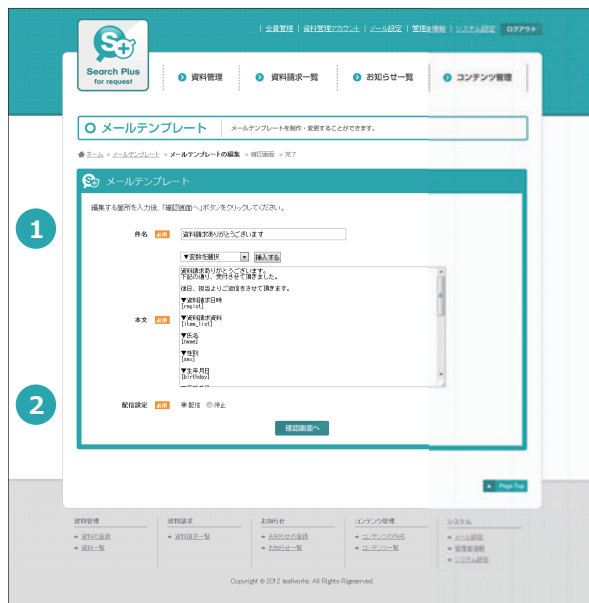 | 会員管理 | 資料管理アカウント | メール設定 | 管理者情報 | システム設定 ログアウト
S+
Search Plus
for request
資料管理
資料請求一覧
お知らせ一覧
コンテンツ管理
メールテンプレート
メールテンプレートを制作・変更することができます。
ホーム » メールテンプレート » メールテンプレートの編集 » 確認画面 » 完了
S+ メールテンプレート
編集する箇所を入力後、「確認画面へ」ボタンをクリックしてください。
1
件名 必須 資料請求ありがとうございます
▼変数を選択 挿入する
資料請求ありがとうございます。
下記の通り、受付させて頂きました。
後日、担当よりご返信をさせて頂きます。
▼資料請求日時
[regist]
本文 必須
▼資料請求資料
[item_list]
▼氏名
[name]
▼性別
[sex]
▼生年月日
[birthday]
2
配信設定 必須 配信 停止
確認画面へ
Page Top
資料管理
資料請求
お知らせ
コンテンツ管理
システム
資料の登録
資料請求一覧
お知らせの登録
コンテンツの作成
メール設定
資料一覧
お知らせ一覧
コンテンツ一覧
管理者情報
システム設定
Copyright © 2012 leafworks. All Rights Rigeserved.